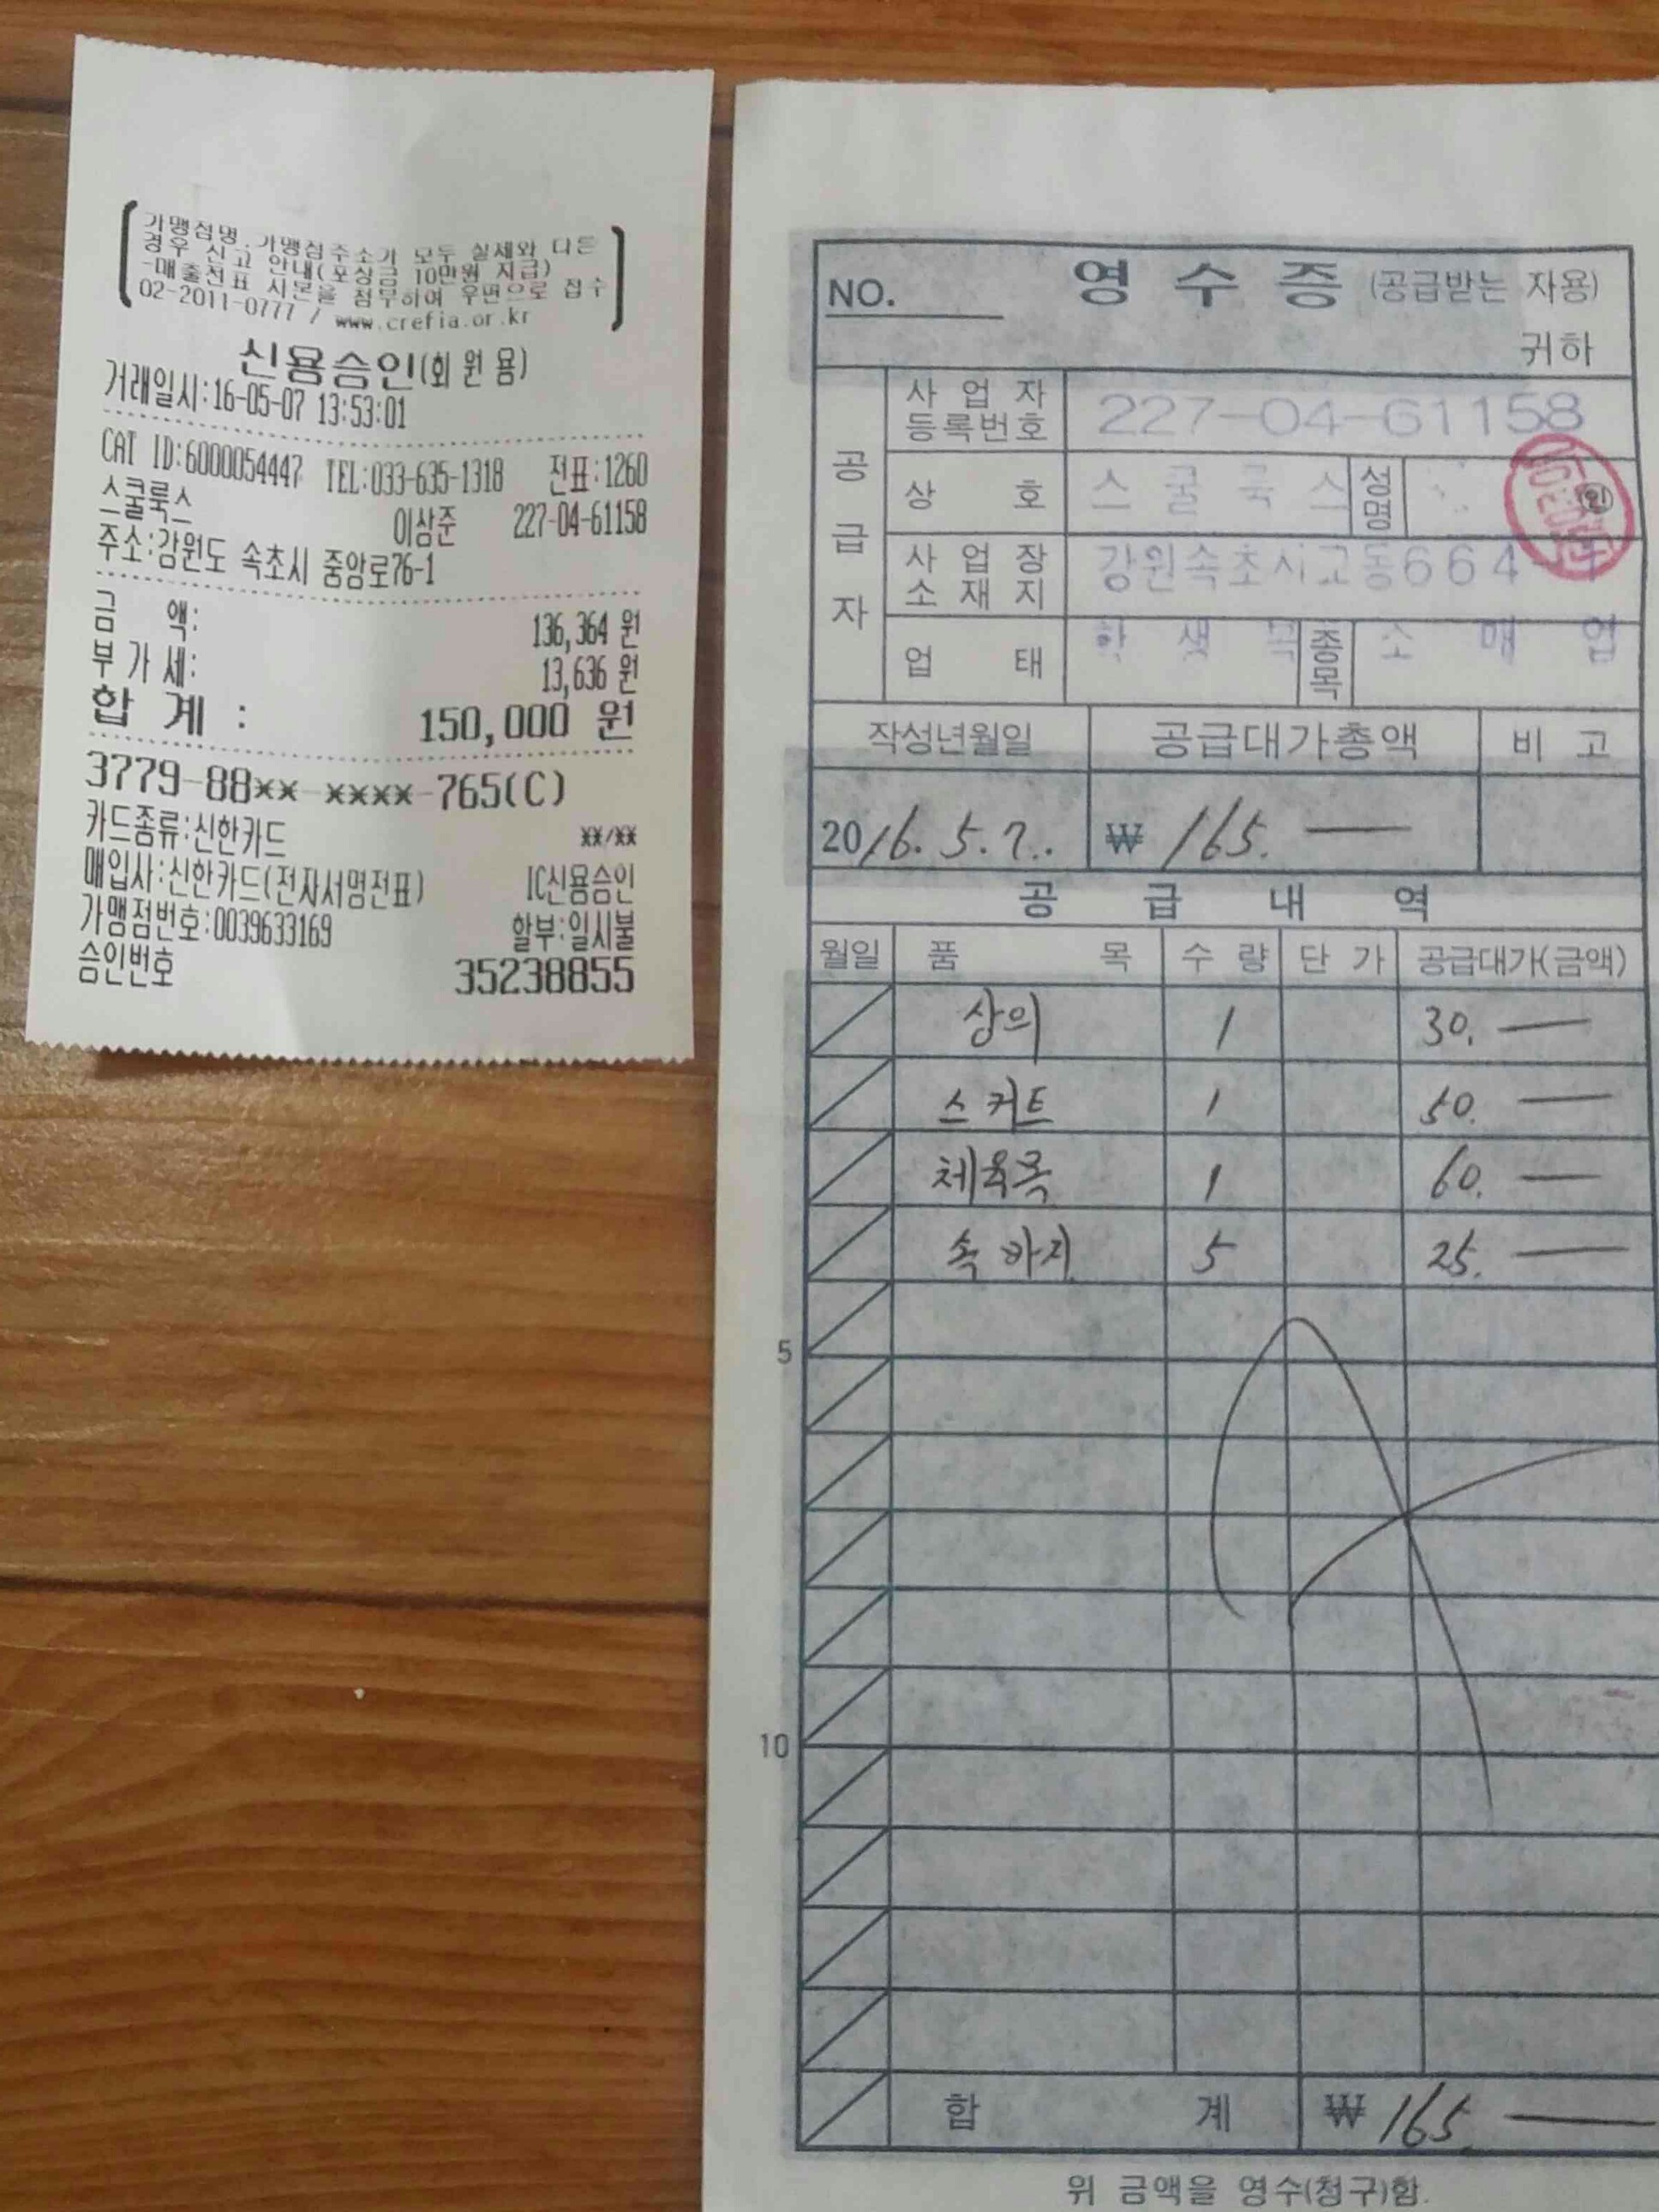 가맹점명,가맹점주소가 모두 실제와 다른
경우 신고 안내(포상금 10만원 지급)
-매출전표 사본을 첨부하여 우편으로 접수
02-2011-0777 / www.crefia.or.kr
신용승인(회원용)
거래일시:16-05-07 13:53:01
CAT ID:6000054447 TEL:033-635-1318 전표:1260
스쿨룩스 이삼준 227-04-61158
주소:강원도 속초시 중앙로76-1
금 액: 136,364 원
부가세: 13,636 원
합 계 : 150,000 원
3779-88**-****-765(C)
카드종류:신한카드 **/**
매입사:신한카드(전자서명전표) IC신용승인
가맹점번호:0039633169 할부:일시불
승인번호 35238855
NO. 영수증 (공급받는 자용)
귀하
공급자
사업자등록번호 227-04-61158
상호 스쿨룩스 성명 인
사업장소재지 강원속초시교동664-
업태 학생복 종목 소매업
작성년월일 공급대가총액 비고
2016.5.7.. ₩ 165. —
공급내역
월일 품목 수량 단가 공급대가(금액)
상의 1 30. —
스커트 1 50. —
체육복 1 60. —
속바지 5 25. —
5
10
합계 ₩ 165. —
위 금액을 영수(청구)함.